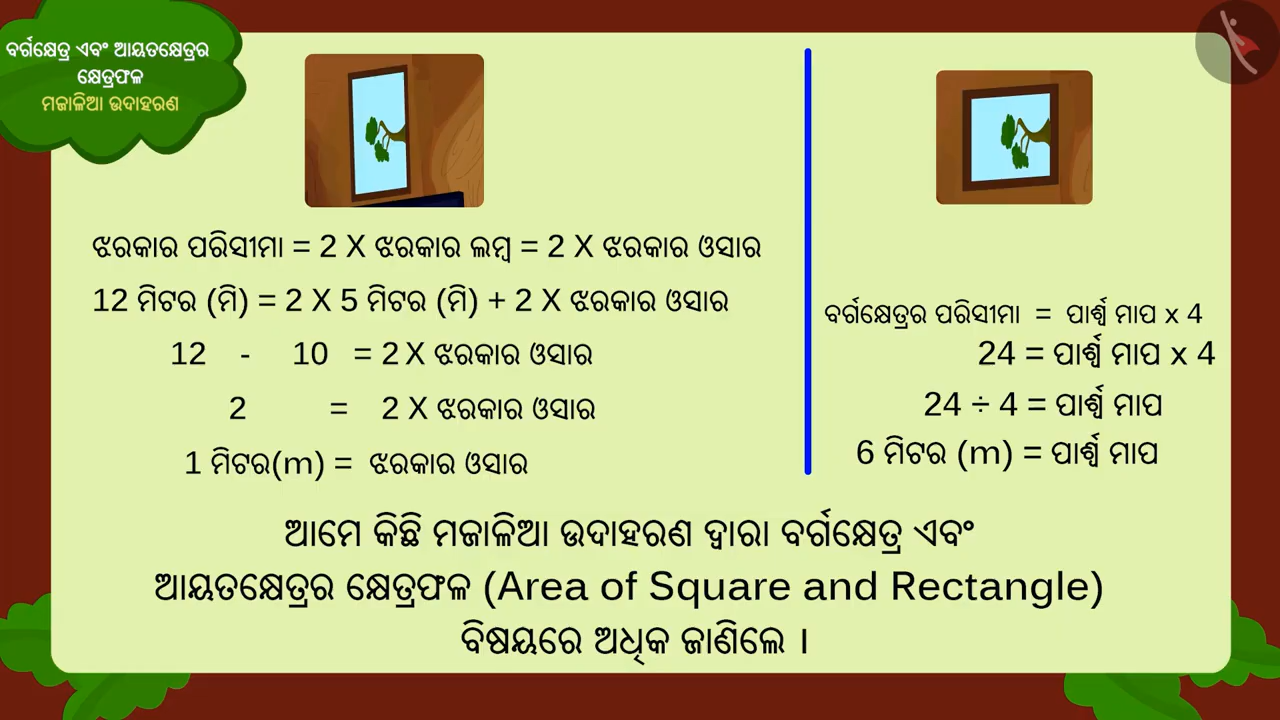 ବର୍ଗକ୍ଷେତ୍ର ଏବଂ ଆୟତକ୍ଷେତ୍ରର
କ୍ଷେତ୍ରଫଳ
ମଜାଳିଆ ଉଦାହରଣ
ଝରକାର ପରିସୀମା = 2 X ଝରକାର ଲମ୍ବ = 2 X ଝରକାର ଓସାର
12 ମିଟର (ମି) = 2 X 5 ମିଟର (ମି) + 2 X ଝରକାର ଓସାର
12 - 10 = 2 X ଝରକାର ଓସାର
2 = 2 X ଝରକାର ଓସାର
1 ମିଟର(m) = ଝରକାର ଓସାର
ବର୍ଗକ୍ଷେତ୍ରର ପରିସୀମା = ପାର୍ଶ୍ୱ ମାପ x 4
24 = ପାର୍ଶ୍ୱ ମାପ x 4
24 ÷ 4 = ପାର୍ଶ୍ୱ ମାପ
6 ମିଟର (m) = ପାର୍ଶ୍ୱ ମାପ
ଆମେ କିଛି ମଜାଳିଆ ଉଦାହରଣ ଦ୍ୱାରା ବର୍ଗକ୍ଷେତ୍ର ଏବଂ
ଆୟତକ୍ଷେତ୍ରର କ୍ଷେତ୍ରଫଳ (Area of Square and Rectangle)
ବିଷୟରେ ଅଧିକ ଜାଣିଲେ ।